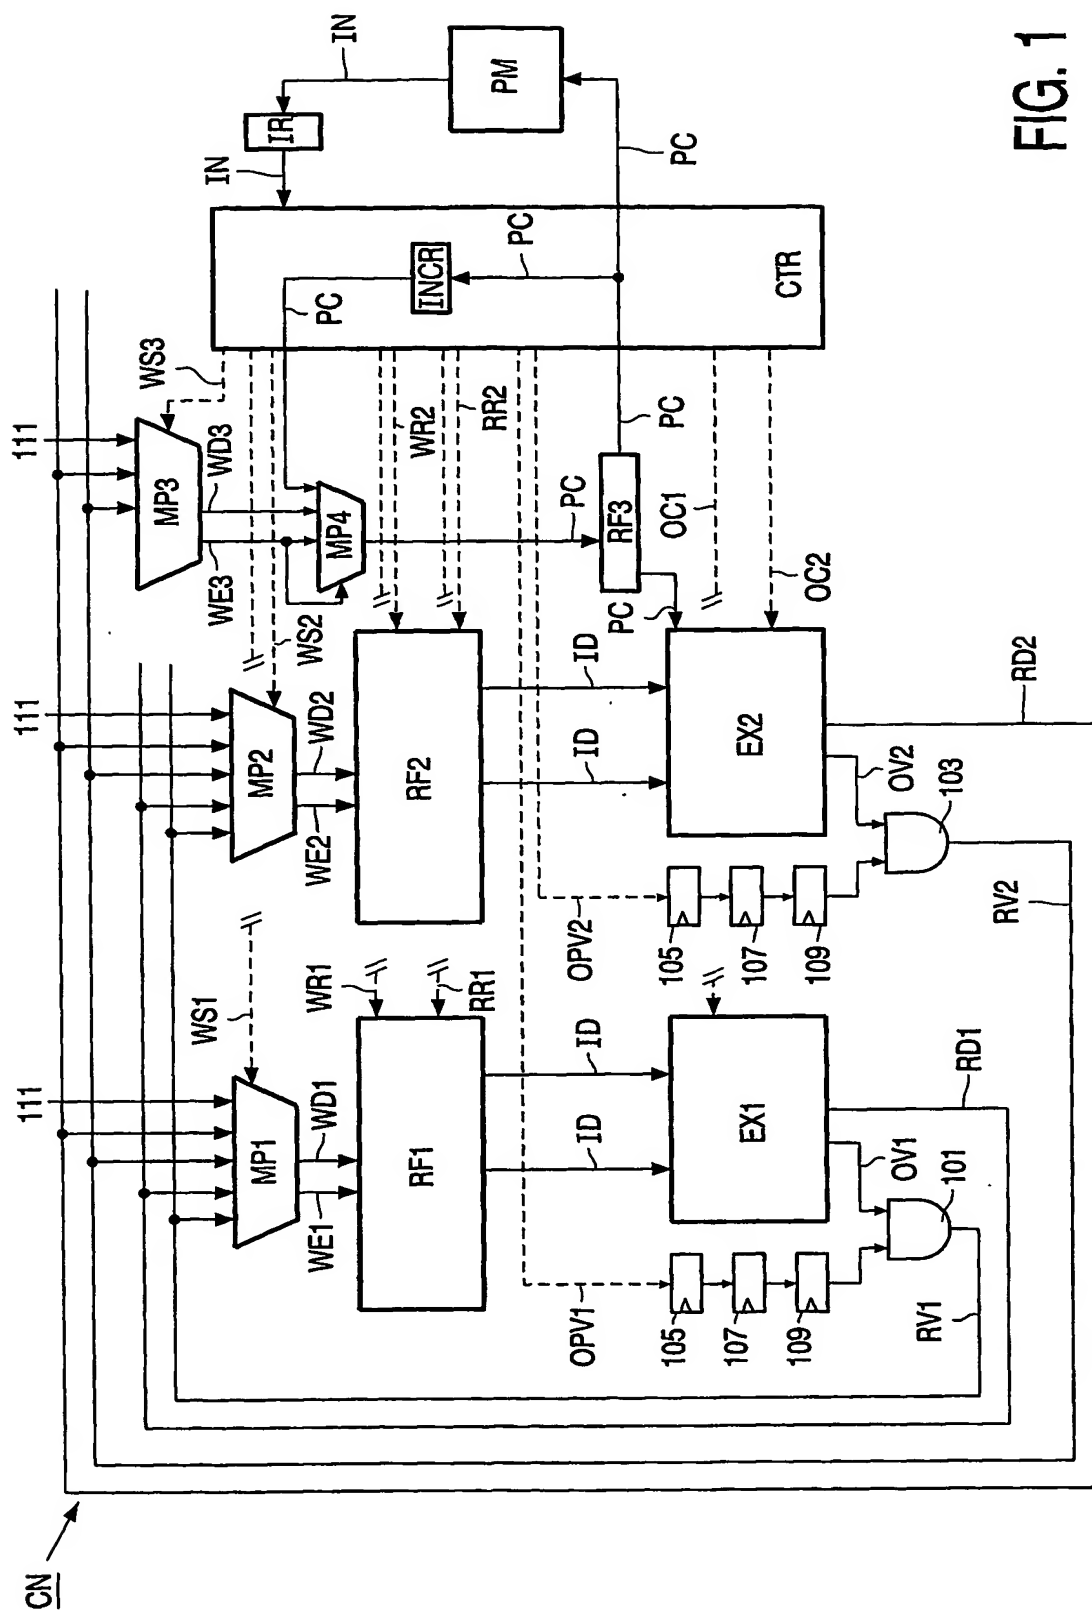 CN
111
111
111
MP1
MP2
MP3
WS1
WS2
WS3
WE1
WD1
WE2
WD2
WE3
WD3
MP4
PC
INCR
PC
IN
IR
IN
PM
PC
CTR
RF1
WR1
RR1
RF2
WR2
RR2
PC
RF3
PC
PC
ID
ID
ID
ID
OPV1
OPV2
OC1
OC2
105
107
109
EX1
105
107
109
EX2
OV1
101
RD1
RV1
OV2
103
RD2
RV2
FIG. 1